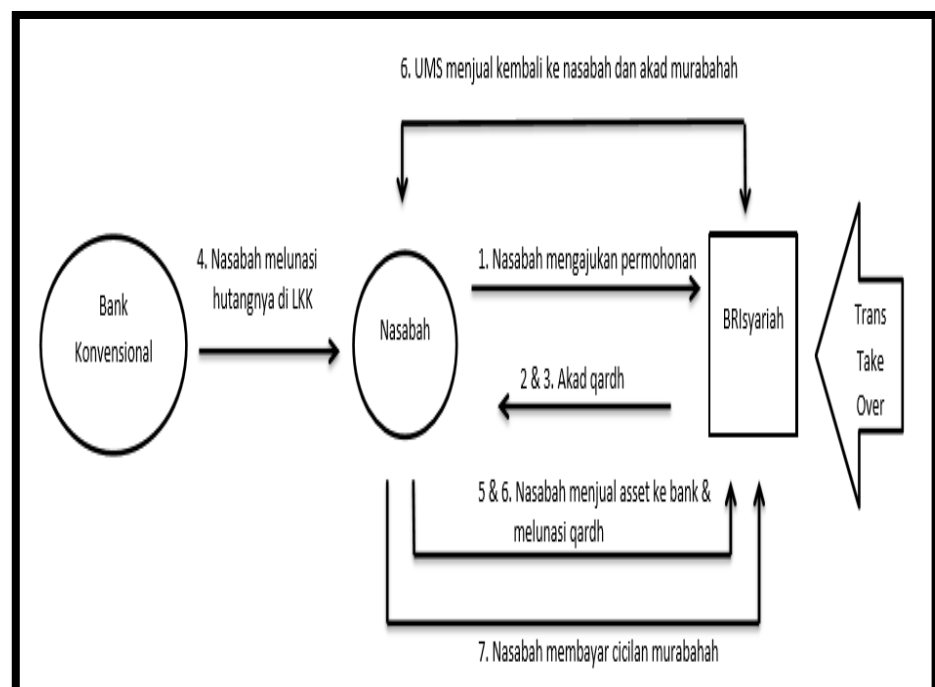 6. UMS menjual kembali ke nasabah dan akad murabahah
4. Nasabah melunasi
hutangnya di LKK
Bank
Konvensional
Nasabah
1. Nasabah mengajukan permohonan
BRIsyariah
Trans
Take
Over
2 & 3. Akad qardh
5 & 6. Nasabah menjual asset ke bank &
melunasi qardh
7. Nasabah membayar cicilan murabahah